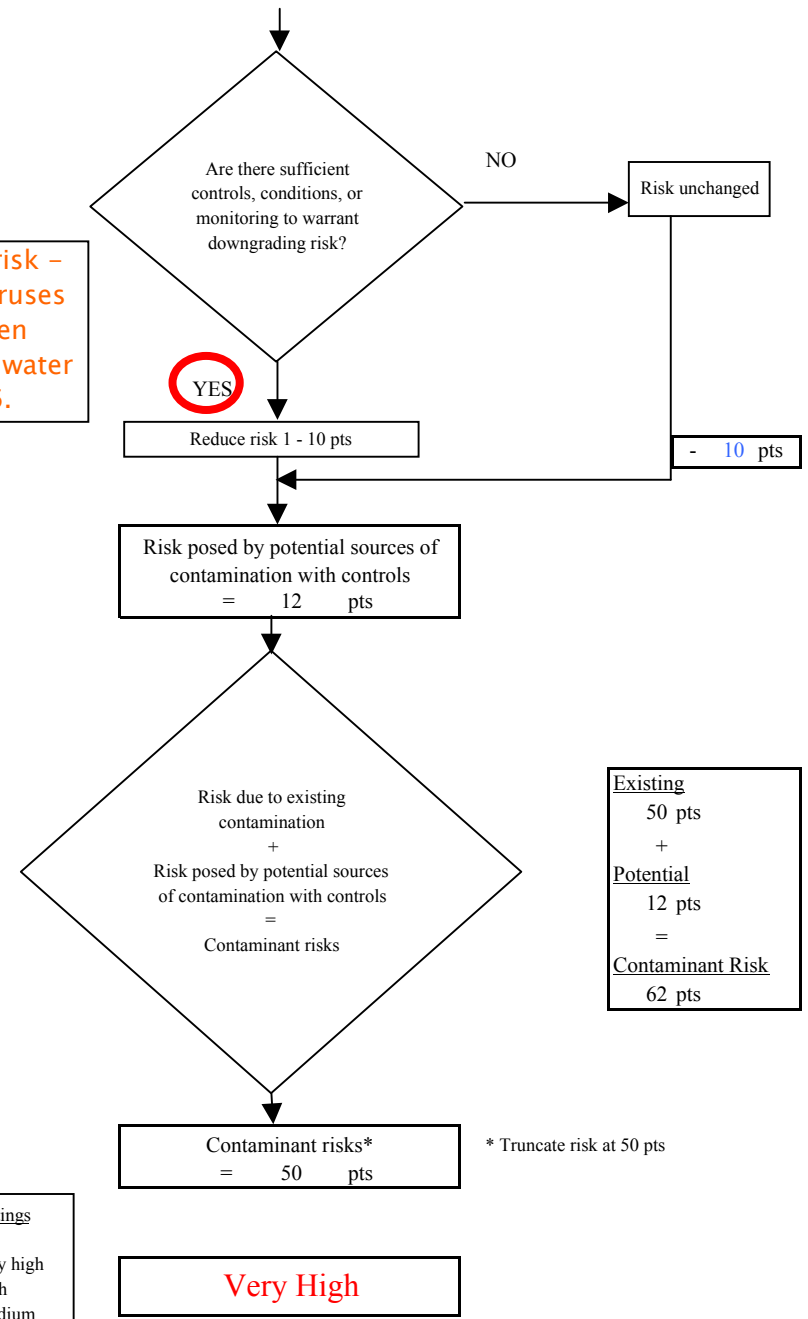 Are there sufficient
controls, conditions, or
monitoring to warrant
downgrading risk?
NO
Risk unchanged
risk –
ruses
en
water
YES
Reduce risk 1 - 10 pts
- 10 pts
Risk posed by potential sources of
contamination with controls
= 12 pts
Risk due to existing
contamination
+
Risk posed by potential sources
of contamination with controls
=
Contaminant risks
Existing
50 pts
+
Potential
12 pts
=
Contaminant Risk
62 pts
Contaminant risks*
= 50 pts
* Truncate risk at 50 pts
ings
y high
h
dium
Very High